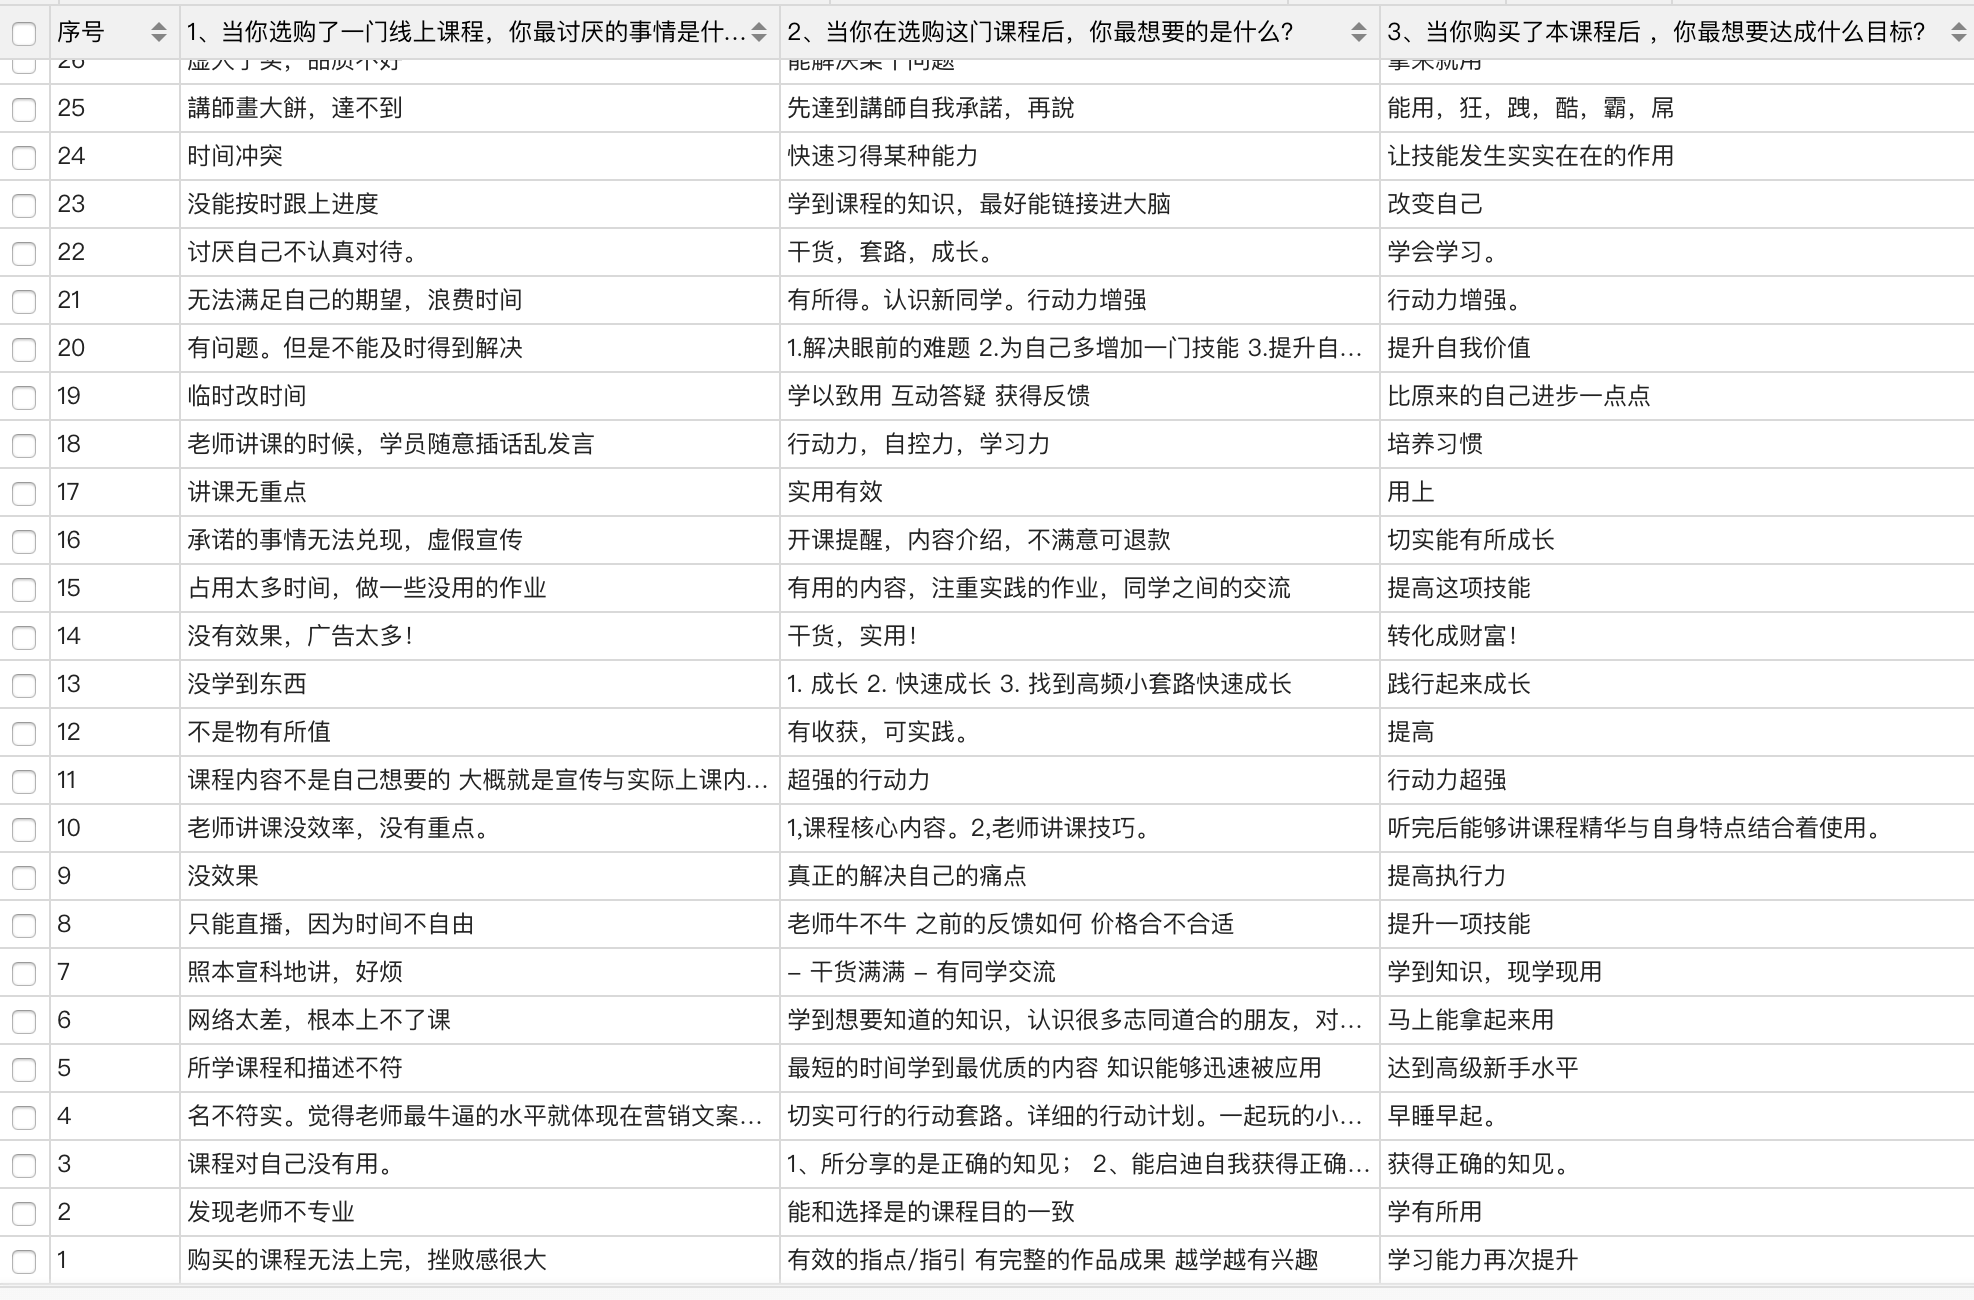 序号 1、当你选购了一门线上课程，你最讨厌的事情是什… 2、当你在选购这门课程后，你最想要的是什么？ 3、当你购买了本课程后 ，你最想要达成什么目标？
25 講師畫大餅，達不到 先達到講師自我承諾，再說 能用，狂，跩，酷，霸，屌
24 时间冲突 快速习得某种能力 让技能发生实实在在的作用
23 没能按时跟上进度 学到课程的知识，最好能链接进大脑 改变自己
22 讨厌自己不认真对待。 干货，套路，成长。 学会学习。
21 无法满足自己的期望，浪费时间 有所得。认识新同学。行动力增强 行动力增强。
20 有问题。但是不能及时得到解决 1.解决眼前的难题 2.为自己多增加一门技能 3.提升自… 提升自我价值
19 临时改时间 学以致用 互动答疑 获得反馈 比原来的自己进步一点点
18 老师讲课的时候，学员随意插话乱发言 行动力，自控力，学习力 培养习惯
17 讲课无重点 实用有效 用上
16 承诺的事情无法兑现，虚假宣传 开课提醒，内容介绍，不满意可退款 切实能有所成长
15 占用太多时间，做一些没用的作业 有用的内容，注重实践的作业，同学之间的交流 提高这项技能
14 没有效果，广告太多！ 干货，实用！ 转化成财富！
13 没学到东西 1. 成长 2. 快速成长 3. 找到高频小套路快速成长 践行起来成长
12 不是物有所值 有收获，可实践。 提高
11 课程内容不是自己想要的 大概就是宣传与实际上课内… 超强的行动力 行动力超强
10 老师讲课没效率，没有重点。 1,课程核心内容。2,老师讲课技巧。 听完后能够讲课程精华与自身特点结合着使用。
9 没效果 真正的解决自己的痛点 提高执行力
8 只能直播，因为时间不自由 老师牛不牛 之前的反馈如何 价格合不合适 提升一项技能
7 照本宣科地讲，好烦 – 干货满满 – 有同学交流 学到知识，现学现用
6 网络太差，根本上不了课 学到想要知道的知识，认识很多志同道合的朋友，对… 马上能拿起来用
5 所学课程和描述不符 最短的时间学到最优质的内容 知识能够迅速被应用 达到高级新手水平
4 名不符实。觉得老师最牛逼的水平就体现在营销文案… 切实可行的行动套路。详细的行动计划。一起玩的小… 早睡早起。
3 课程对自己没有用。 1、所分享的是正确的知见； 2、能启迪自我获得正确… 获得正确的知见。
2 发现老师不专业 能和选择是的课程目的一致 学有所用
1 购买的课程无法上完，挫败感很大 有效的指点/指引 有完整的作品成果 越学越有兴趣 学习能力再次提升